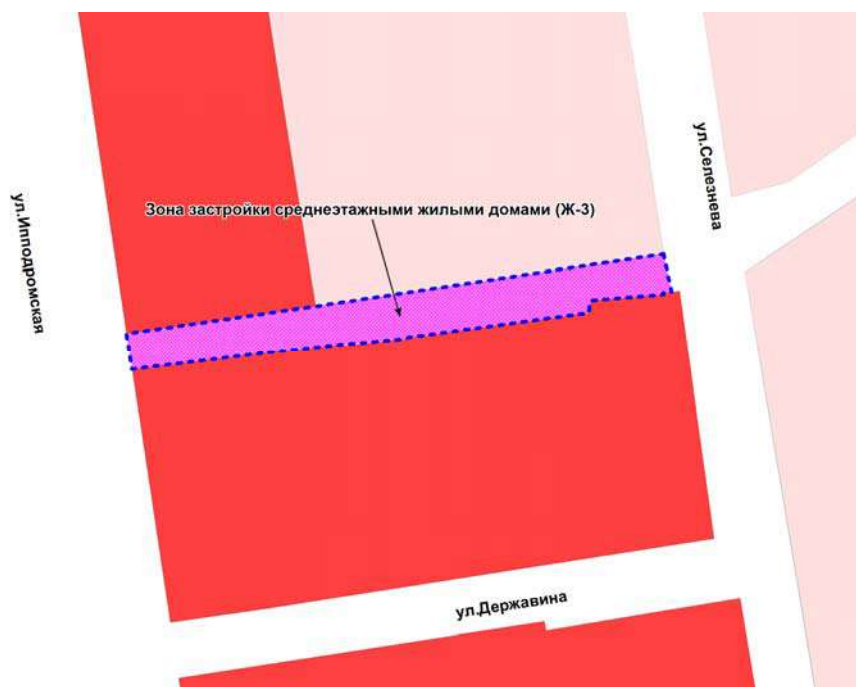 ул.Селезнева
Зона застройки среднеэтажными жилыми домами (Ж-3)
ул.Ипподромская
ул.Державина